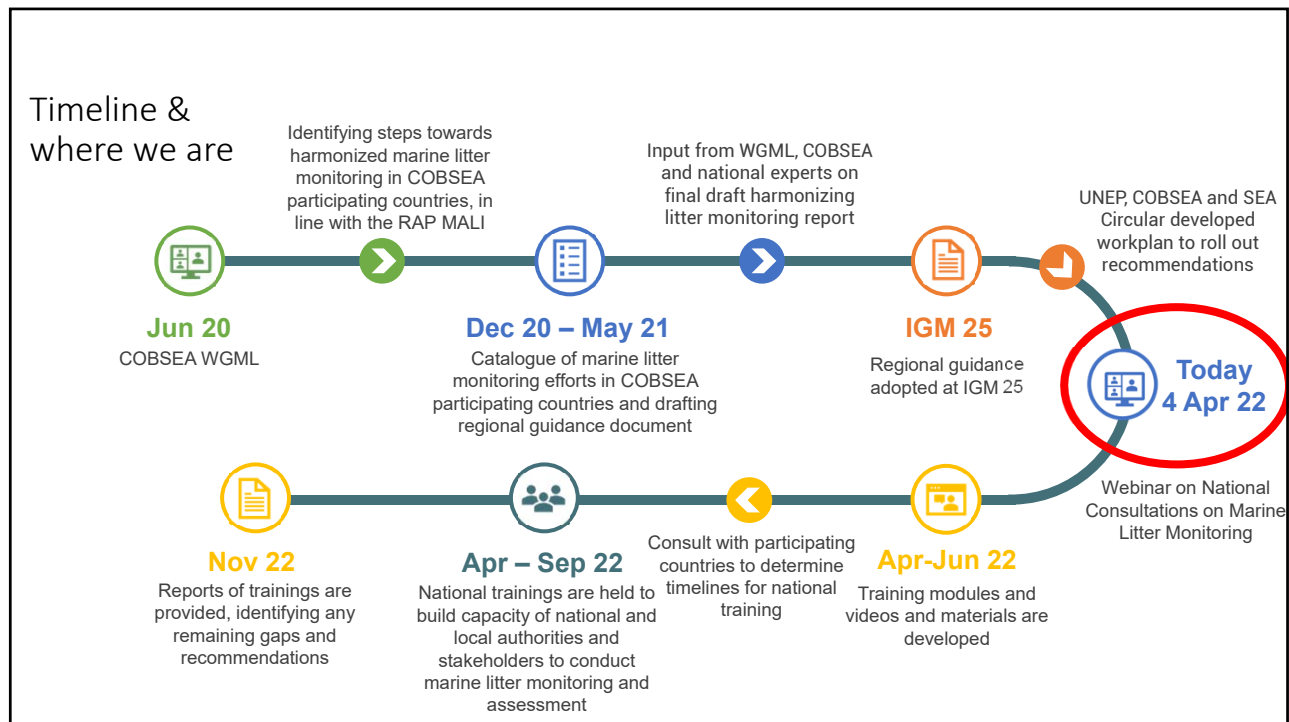 Timeline &
where we are
Identifying steps towards
harmonized marine litter
monitoring in COBSEA
participating countries, in
line with the RAP MALI
Input from WGML, COBSEA
and national experts on
final draft harmonizing
litter monitoring report
UNEP, COBSEA and SEA
Circular developed
workplan to roll out
recommendations
Jun 20
COBSEA WGML
Dec 20 – May 21
Catalogue of marine litter
monitoring efforts in COBSEA
participating countries and drafting
regional guidance document
IGM 25
Regional guidance
adopted at IGM 25
Today
4 Apr 22
Webinar on National
Consultations on Marine
Litter Monitoring
Nov 22
Reports of trainings are
provided, identifying any
remaining gaps and
recommendations
Apr – Sep 22
National trainings are held to
build capacity of national and
local authorities and
stakeholders to conduct
marine litter monitoring and
assessment
Consult with participating
countries to determine
timelines for national
training
Apr-Jun 22
Training modules and
videos and materials are
developed